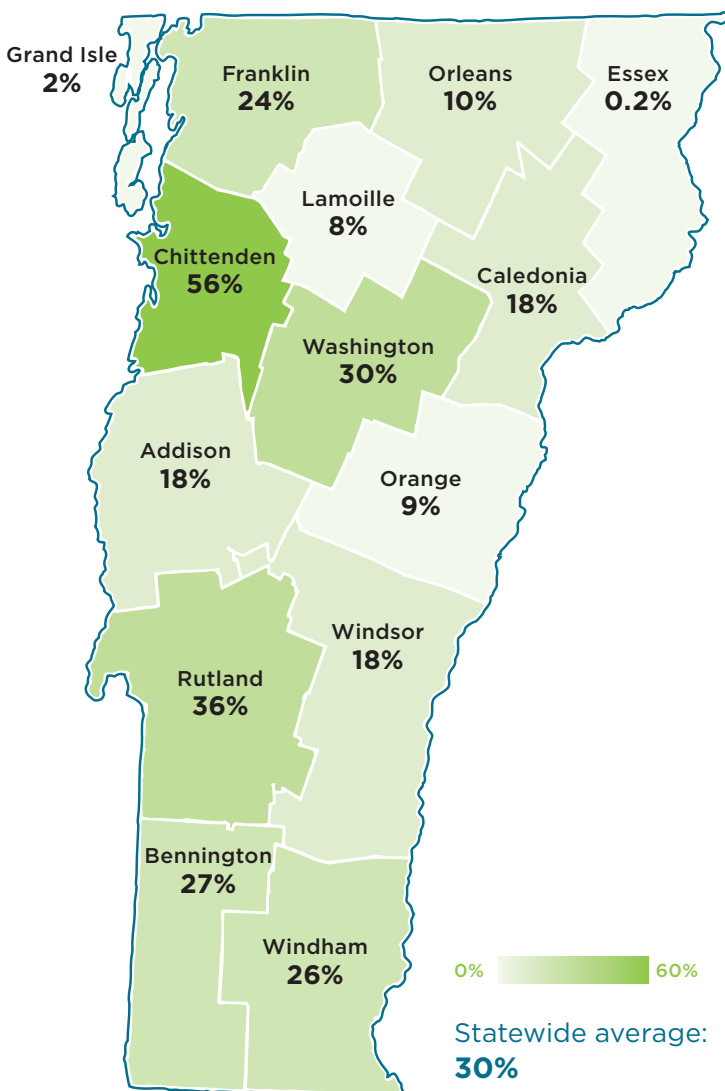 Grand Isle
2%
Franklin
24%
Orleans
10%
Essex
0.2%
Lamoille
8%
Chittenden
56%
Caledonia
18%
Washington
30%
Addison
18%
Orange
9%
Windsor
18%
Rutland
36%
Bennington
27%
Windham
26%
0%
60%
Statewide average:
30%